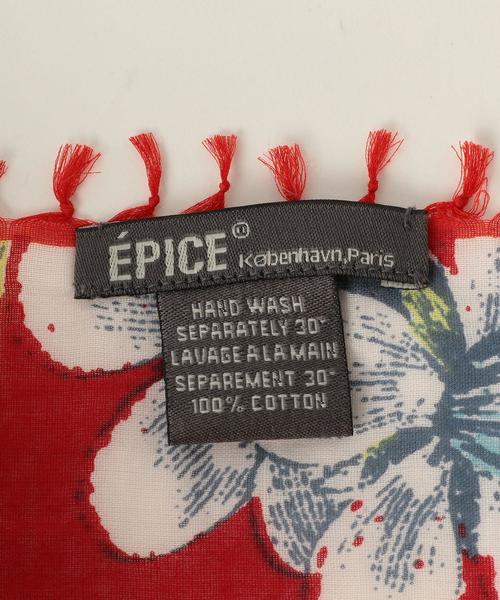 ÉPICE®
København, Paris
HAND WASH
SEPARATELY 30°
LAVAGE A LA MAIN
SEPAREMENT 30°
100% COTTON